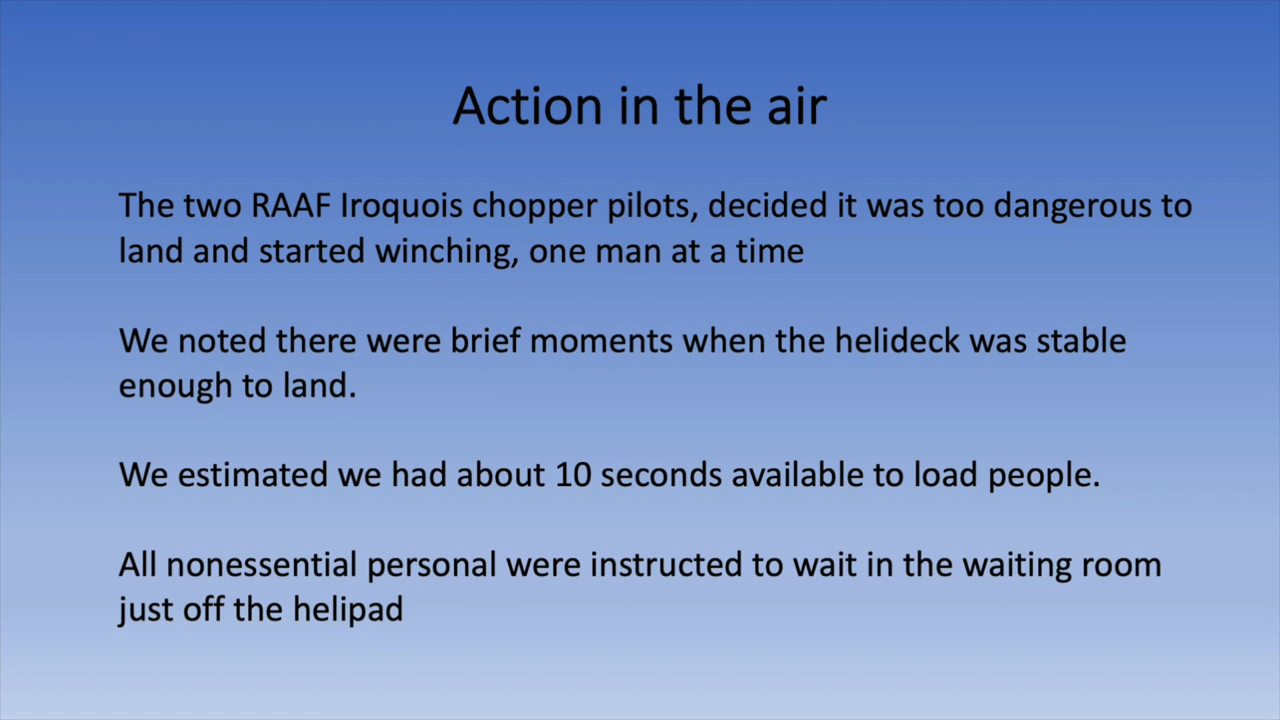 Action in the air
The two RAAF Iroquois chopper pilots, decided it was too dangerous to
land and started winching, one man at a time
We noted there were brief moments when the helideck was stable
enough to land.
We estimated we had about 10 seconds available to load people.
All nonessential personal were instructed to wait in the waiting room
just off the helipad